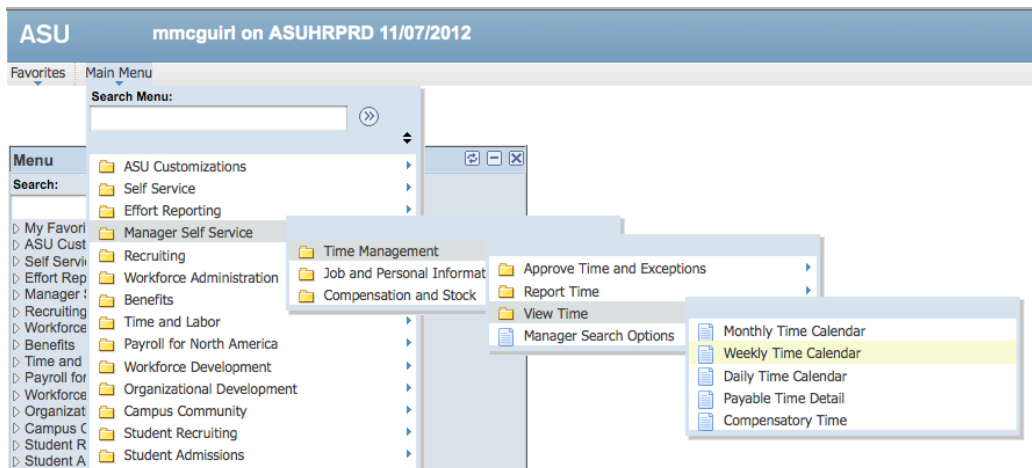 ASU mmcguirl on ASUHRPRD 11/07/2012
Favorites Main Menu
Search Menu:
Menu
Search:
My Favori
ASU Cust
Self Servi
Effort Rep
Manager S
Recruiting
Workforce
Benefits
Time and
Payroll for
Workforce
Organizat
Campus C
Student R
Student A
ASU Customizations
Self Service
Effort Reporting
Manager Self Service
Recruiting
Workforce Administration
Benefits
Time and Labor
Payroll for North America
Workforce Development
Organizational Development
Campus Community
Student Recruiting
Student Admissions
Time Management
Job and Personal Informat
Compensation and Stock
Approve Time and Exceptions
Report Time
View Time
Manager Search Options
Monthly Time Calendar
Weekly Time Calendar
Daily Time Calendar
Payable Time Detail
Compensatory Time